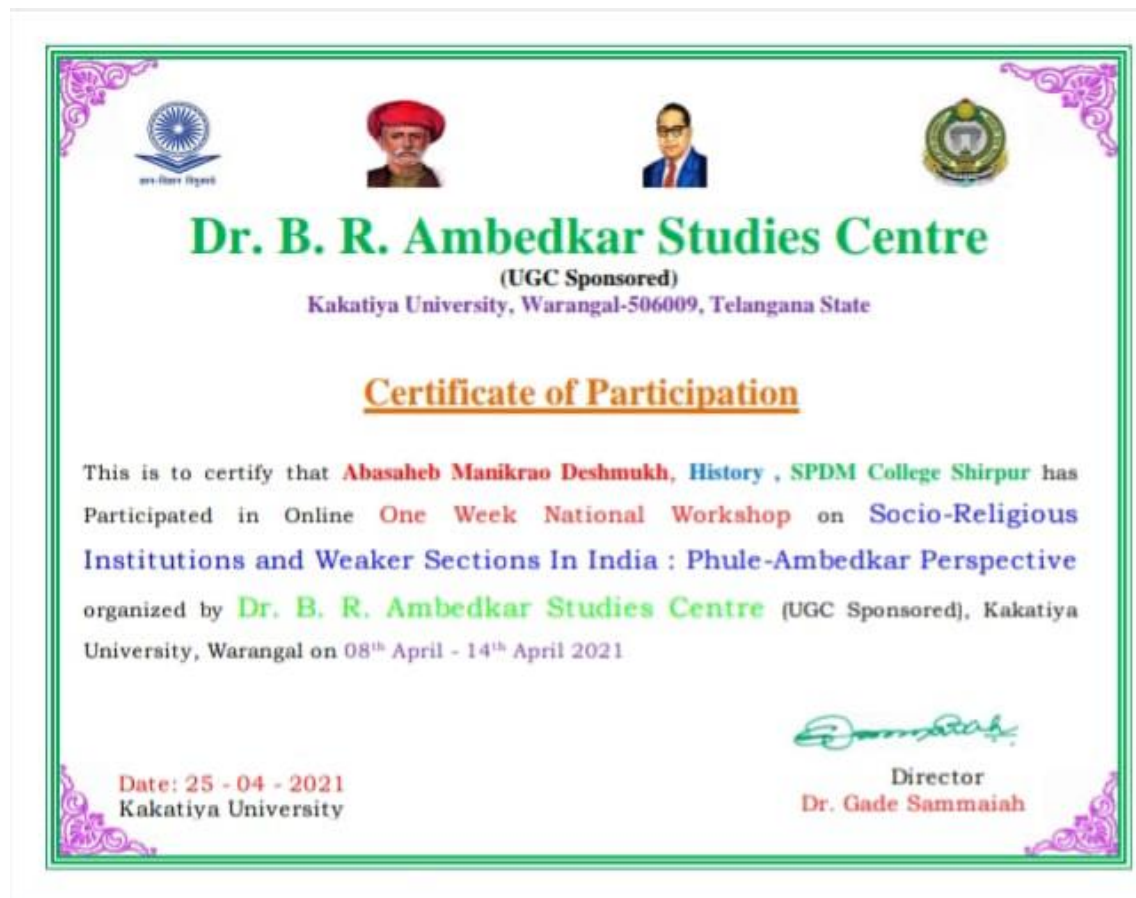 ज्ञान-विज्ञान विमुक्तये
Dr. B. R. Ambedkar Studies Centre
(UGC Sponsored)
Kakatiya University, Warangal-506009, Telangana State
Certificate of Participation
This is to certify that Abasaheb Manikrao Deshmukh, History , SPDM College Shirpur has
Participated in Online One Week National Workshop on Socio-Religious
Institutions and Weaker Sections In India : Phule-Ambedkar Perspective
organized by Dr. B. R. Ambedkar Studies Centre (UGC Sponsored), Kakatiya
University, Warangal on 08th April - 14th April 2021
Date: 25 - 04 - 2021
Kakatiya University
Director
Dr. Gade Sammaiah